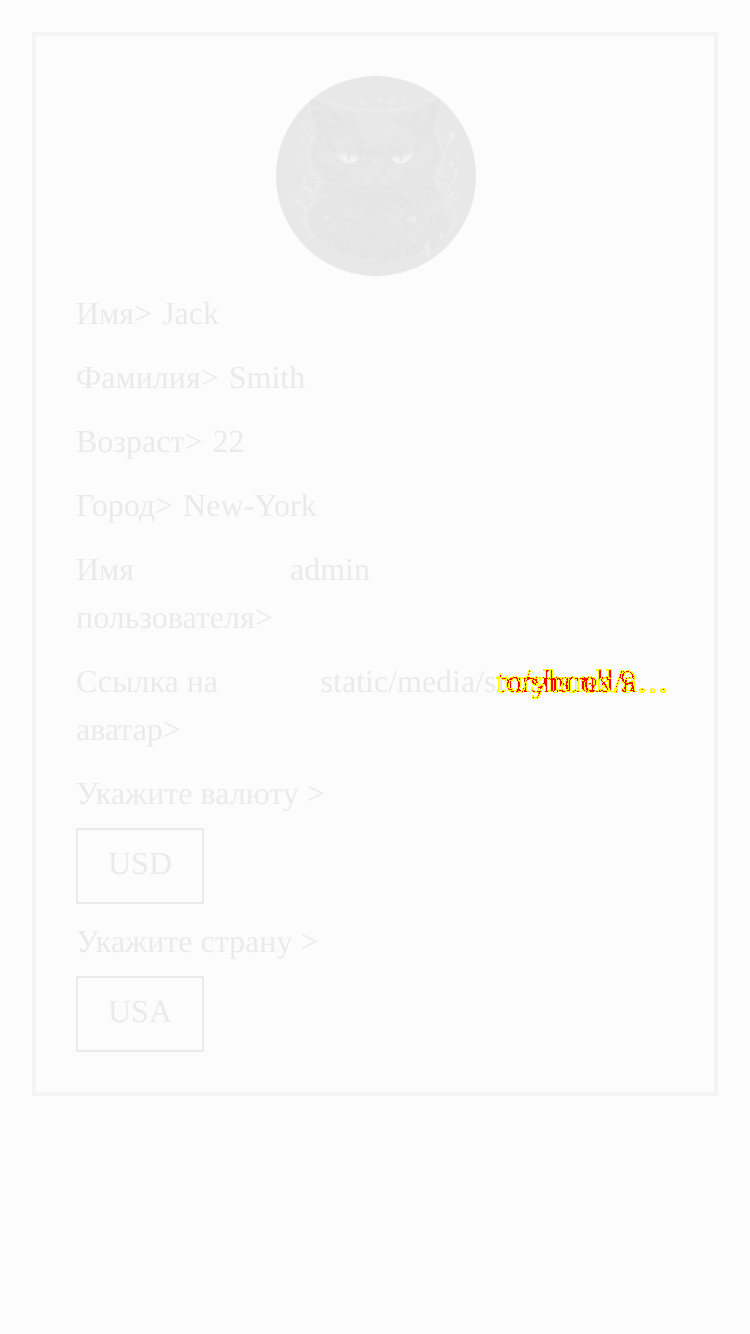 Имя> Jack
Фамилия> Smith
Возраст> 22
Город> New-York
Имя пользователя> admin
Ссылка на аватар> static/media/
Укажите валюту >
USD
Укажите страну >
USA